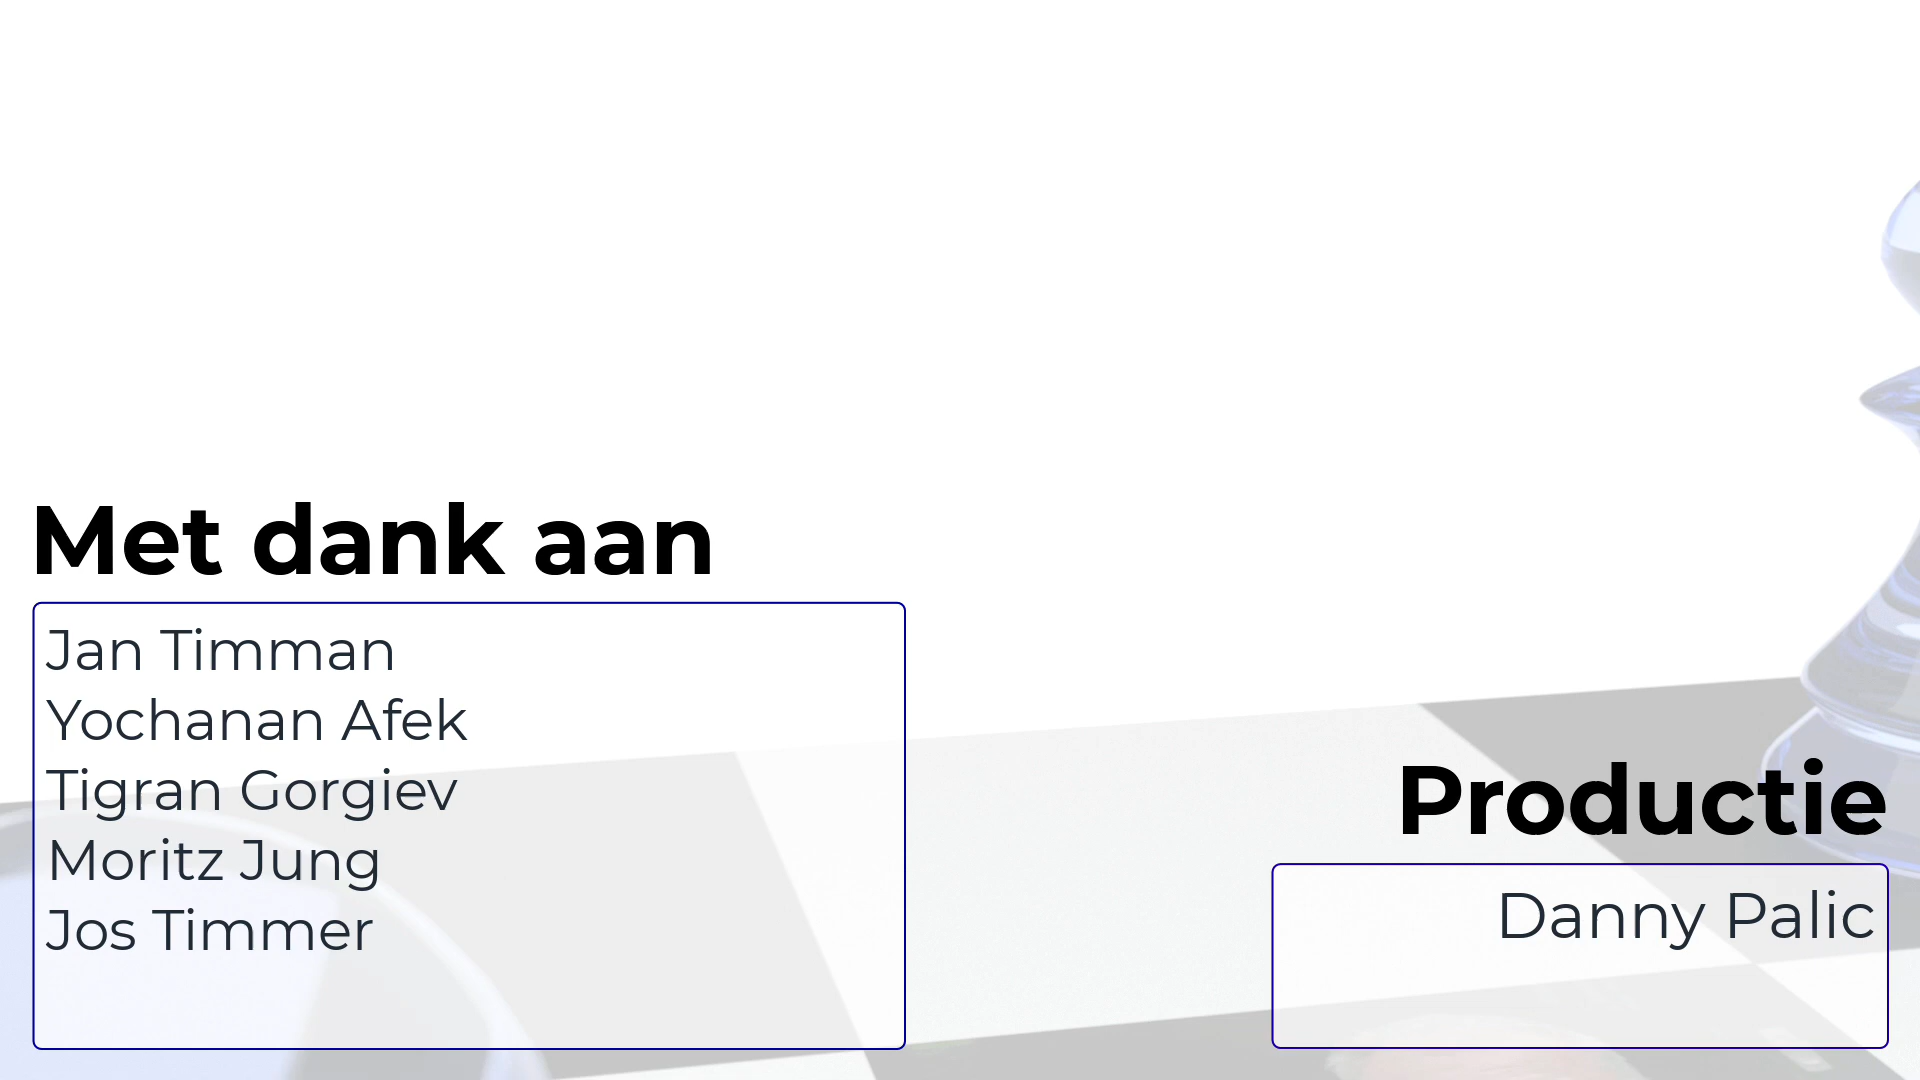 Met dank aan
Jan Timman
Yochanan Afek
Tigran Gorgiev
Moritz Jung
Jos Timmer
Productie
Danny Palic